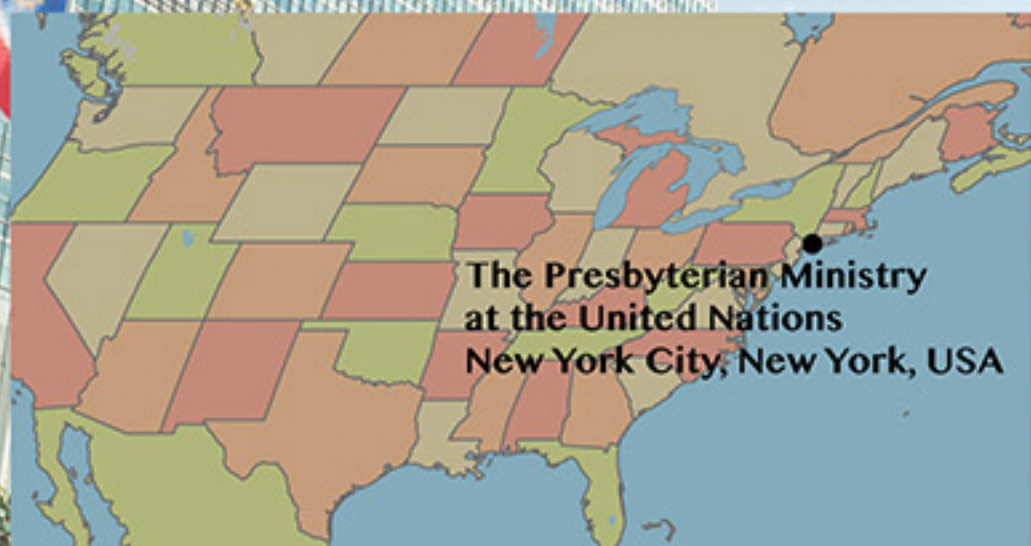 The Presbyterian Ministry
at the United Nations
New York City, New York, USA